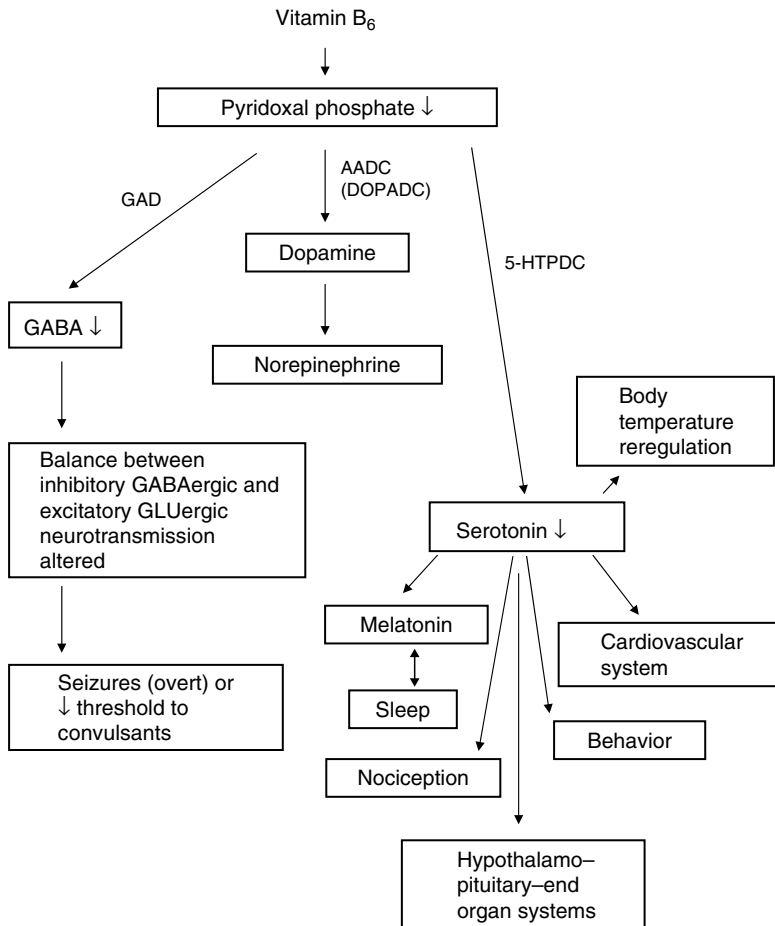 Vitamin B6
Pyridoxal phosphate ↓
GAD
AADC
(DOPADC)
5-HTPDC
Dopamine
GABA ↓
Norepinephrine
Body
temperature
reregulation
Balance between
inhibitory GABAergic and
excitatory GLUergic
neurotransmission
altered
Serotonin ↓
Melatonin
Cardiovascular
system
Seizures (overt) or
↓ threshold to
convulsants
Sleep
Behavior
Nociception
Hypothalamo–
pituitary–end
organ systems